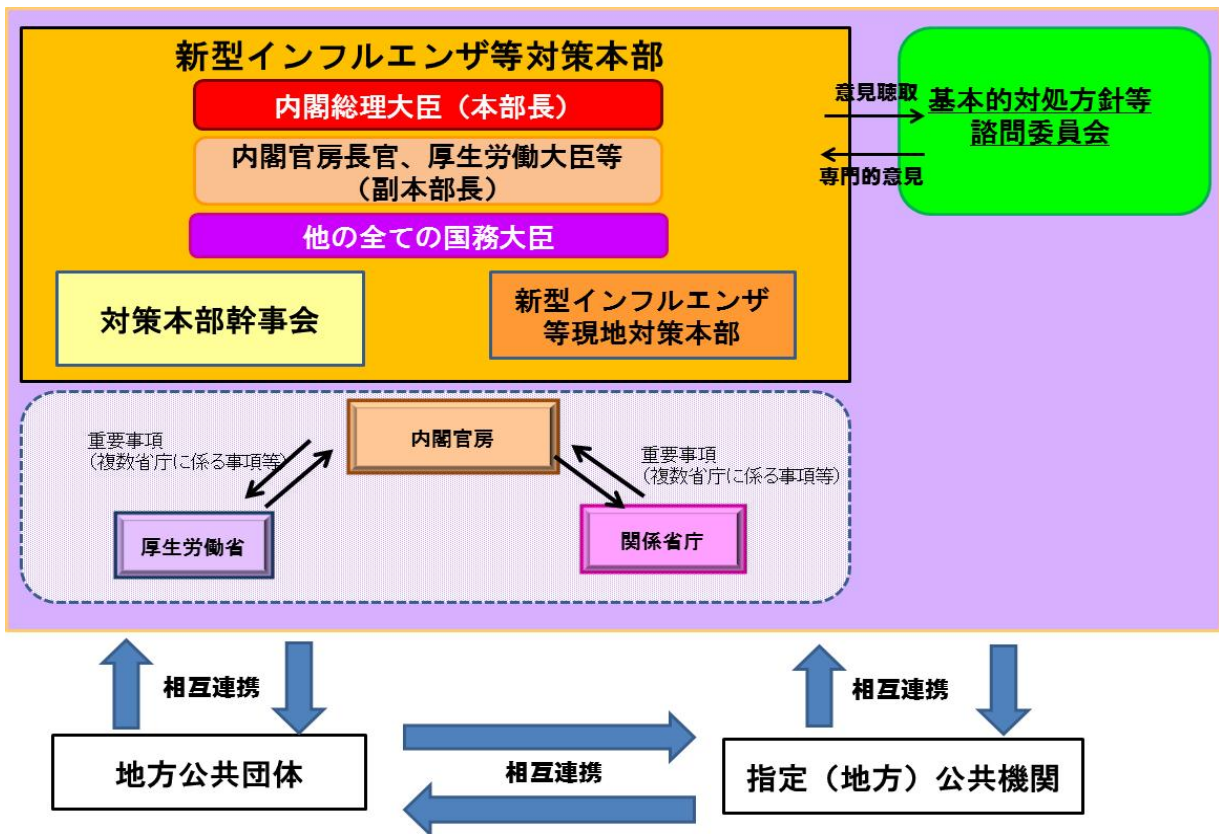 新型インフルエンザ等対策本部
内閣総理大臣（本部長）
内閣官房長官、厚生労働大臣等
（副本部長）
他の全ての国務大臣
対策本部幹事会
新型インフルエンザ
等現地対策本部
意見聴取
専門的意見
基本的対処方針等
諮問委員会
内閣官房
重要事項
（複数省庁に係る事項等）
重要事項
（複数省庁に係る事項等）
厚生労働省
関係省庁
相互連携
相互連携
地方公共団体
相互連携
指定（地方）公共機関